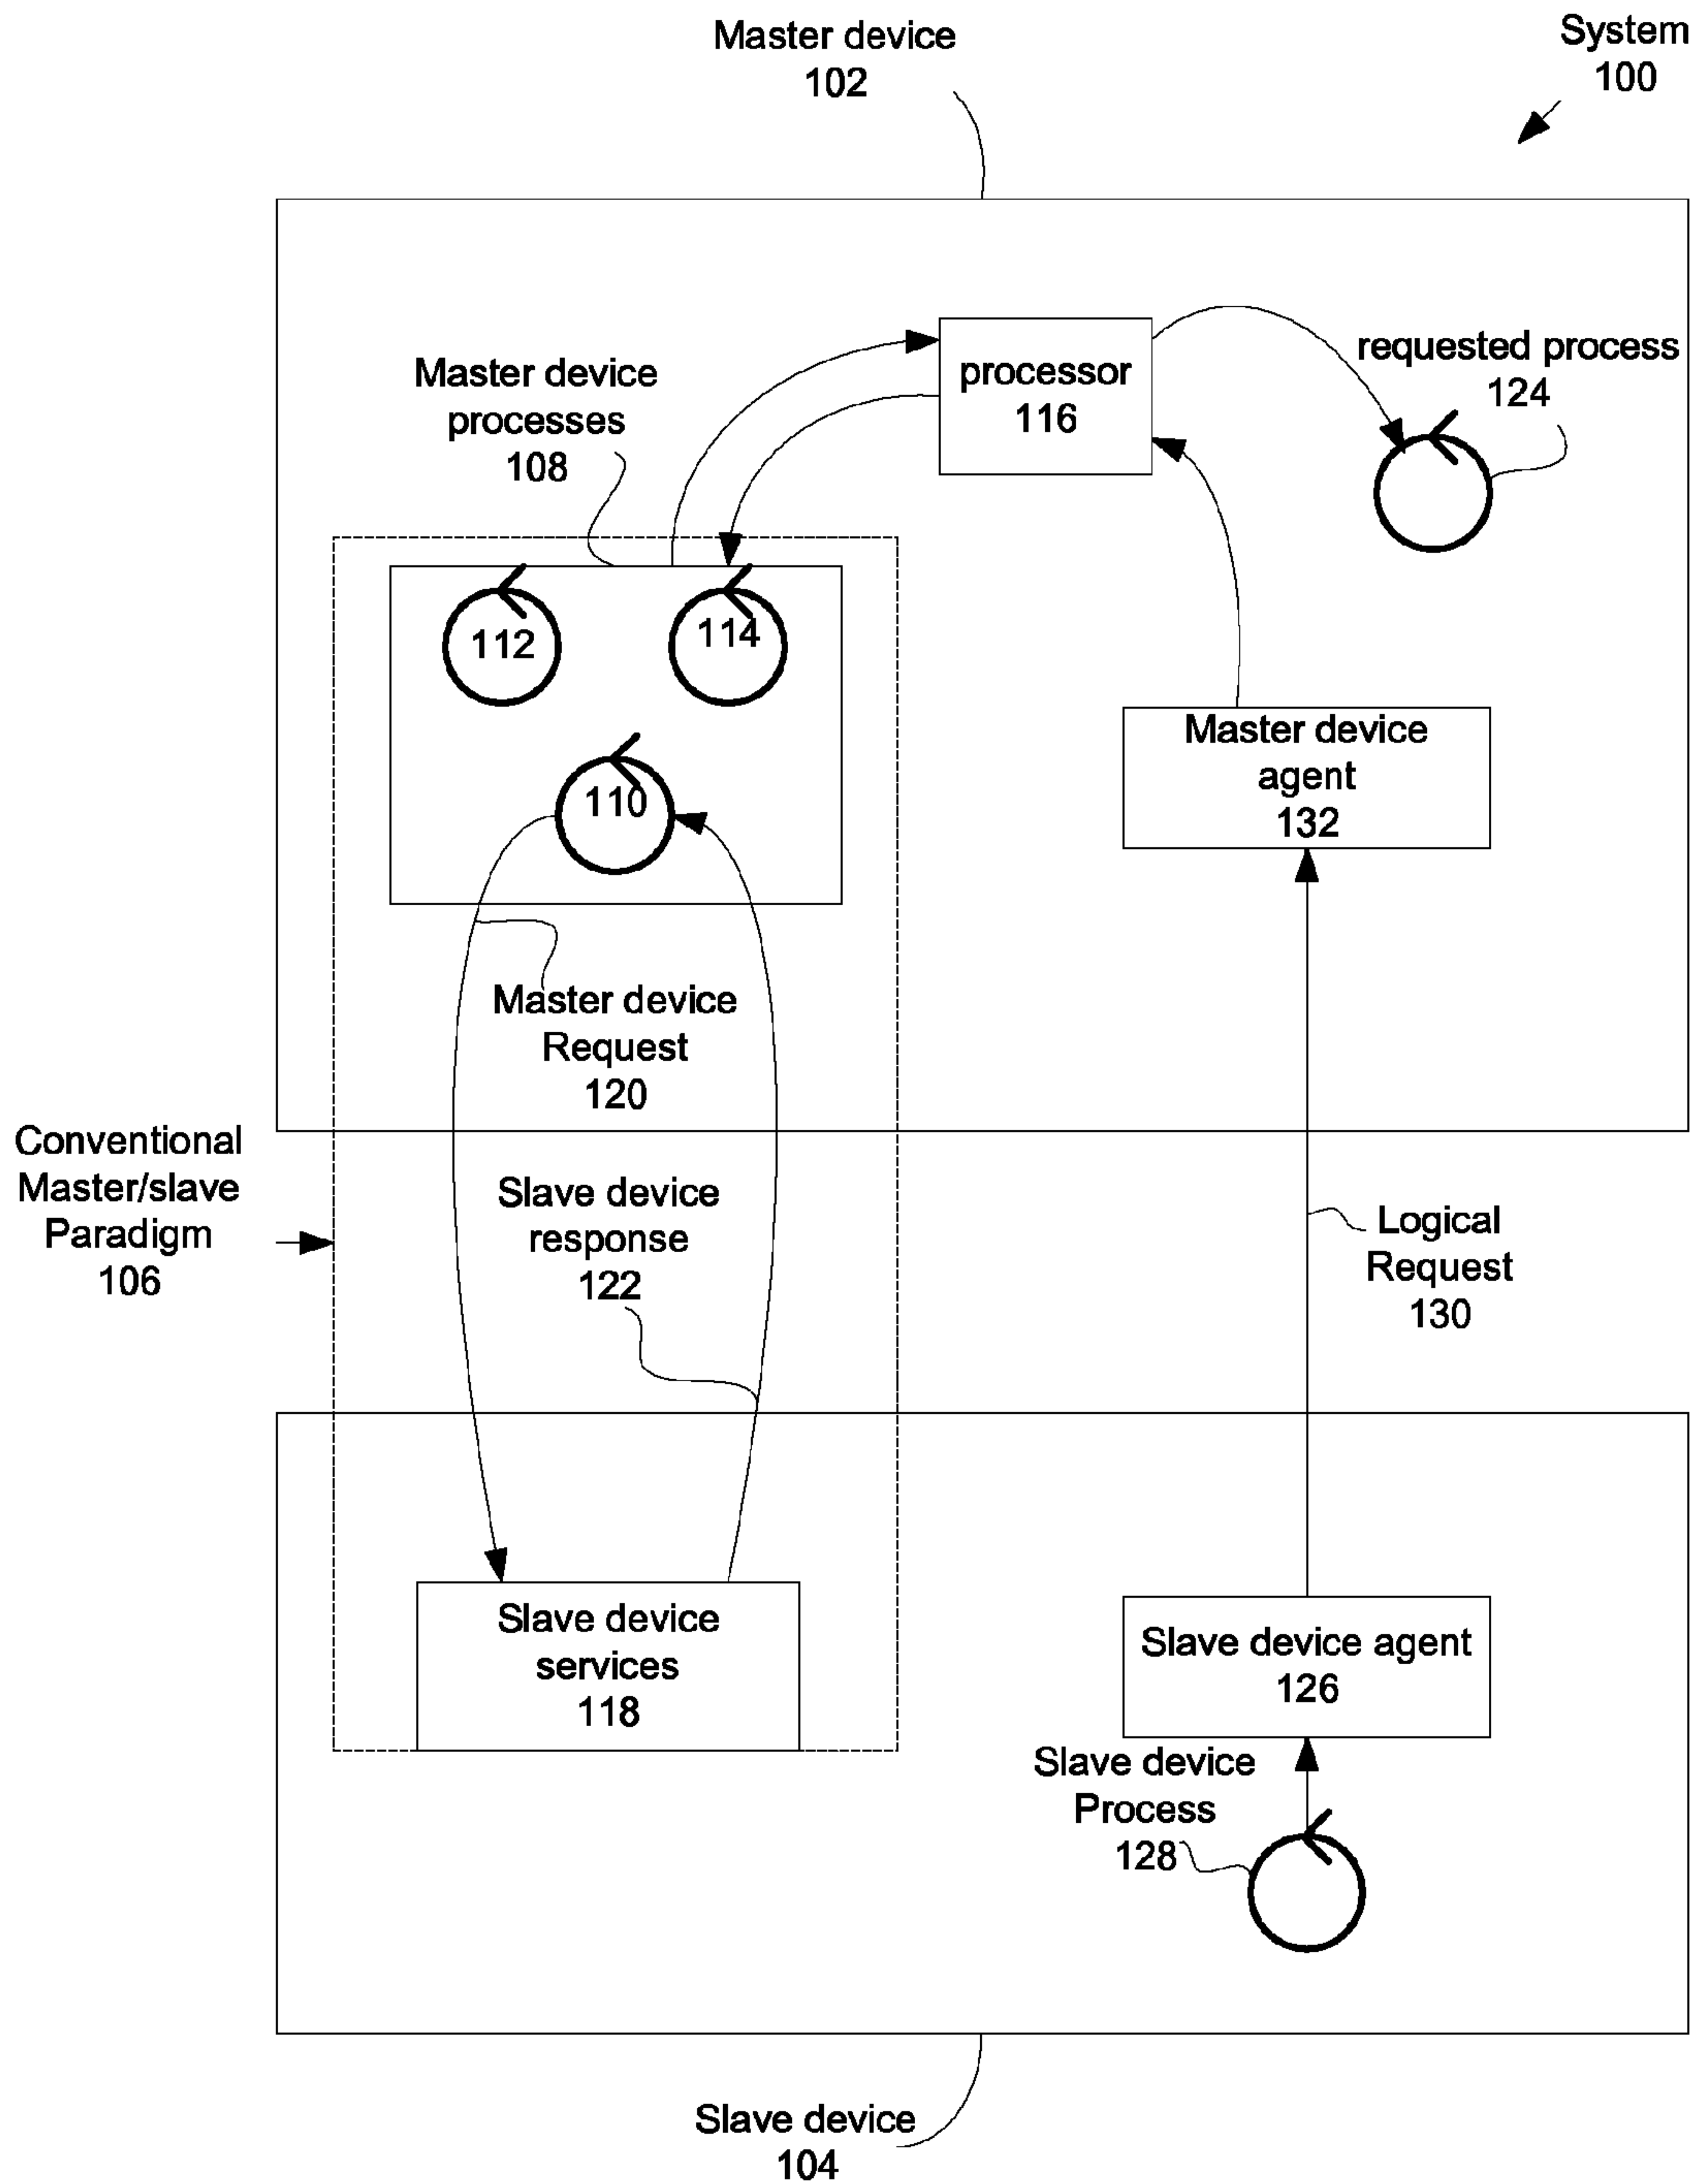 Master device
102
System
100
processor
116
requested process
124
Master device
processes
108
112
114
110
Master device
agent
132
Master device
Request
120
Conventional
Master/slave
Paradigm
106
Slave device
response
122
Logical
Request
130
Slave device
services
118
Slave device agent
126
Slave device
Process
128
Slave device
104